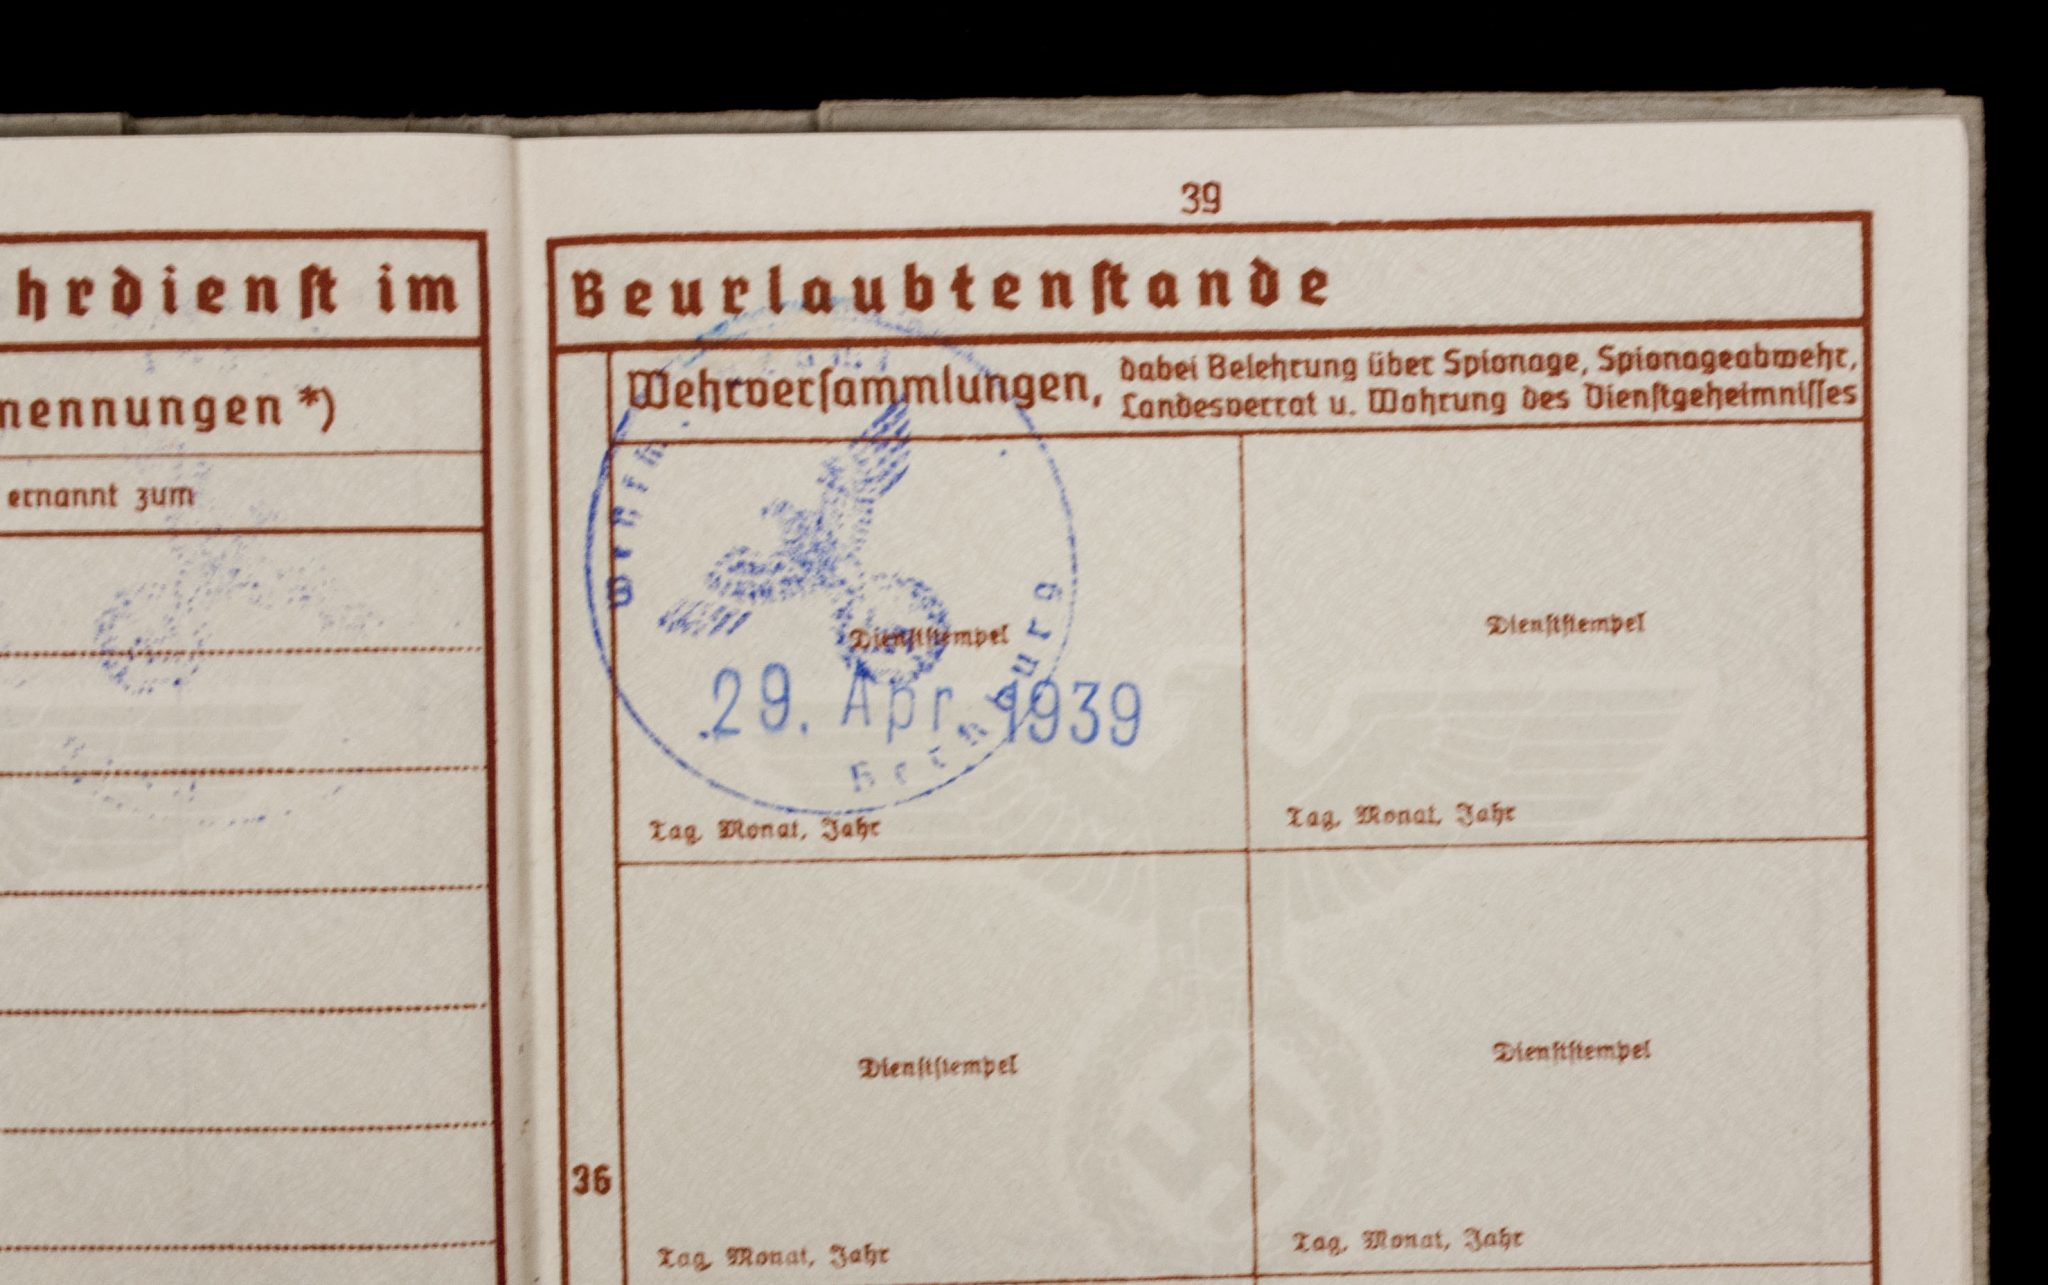 hrdienst im
nennungen *)
ernannt zum
39
Beurlaubtenstande
Wehrversammlungen,
dabei Belehrung über Spionage, Spionageabwehr,
Landesverrat u. Wahrung des Dienstgeheimnisses
Dienststempel
29. Apr. 1939
Tag, Monat, Jahr
Dienststempel
Tag, Monat, Jahr
36
Dienststempel
Tag, Monat, Jahr
Dienststempel
Tag, Monat, Jahr